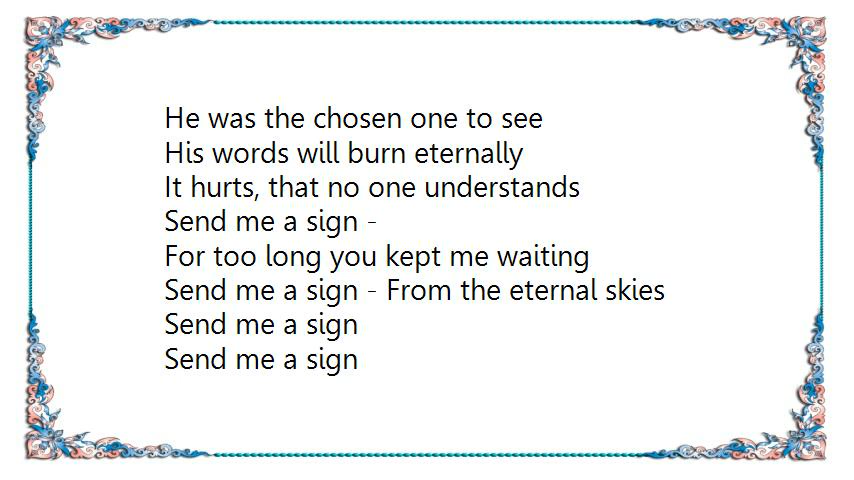 He was the chosen one to see
His words will burn eternally
It hurts, that no one understands
Send me a sign -
For too long you kept me waiting
Send me a sign - From the eternal skies
Send me a sign
Send me a sign